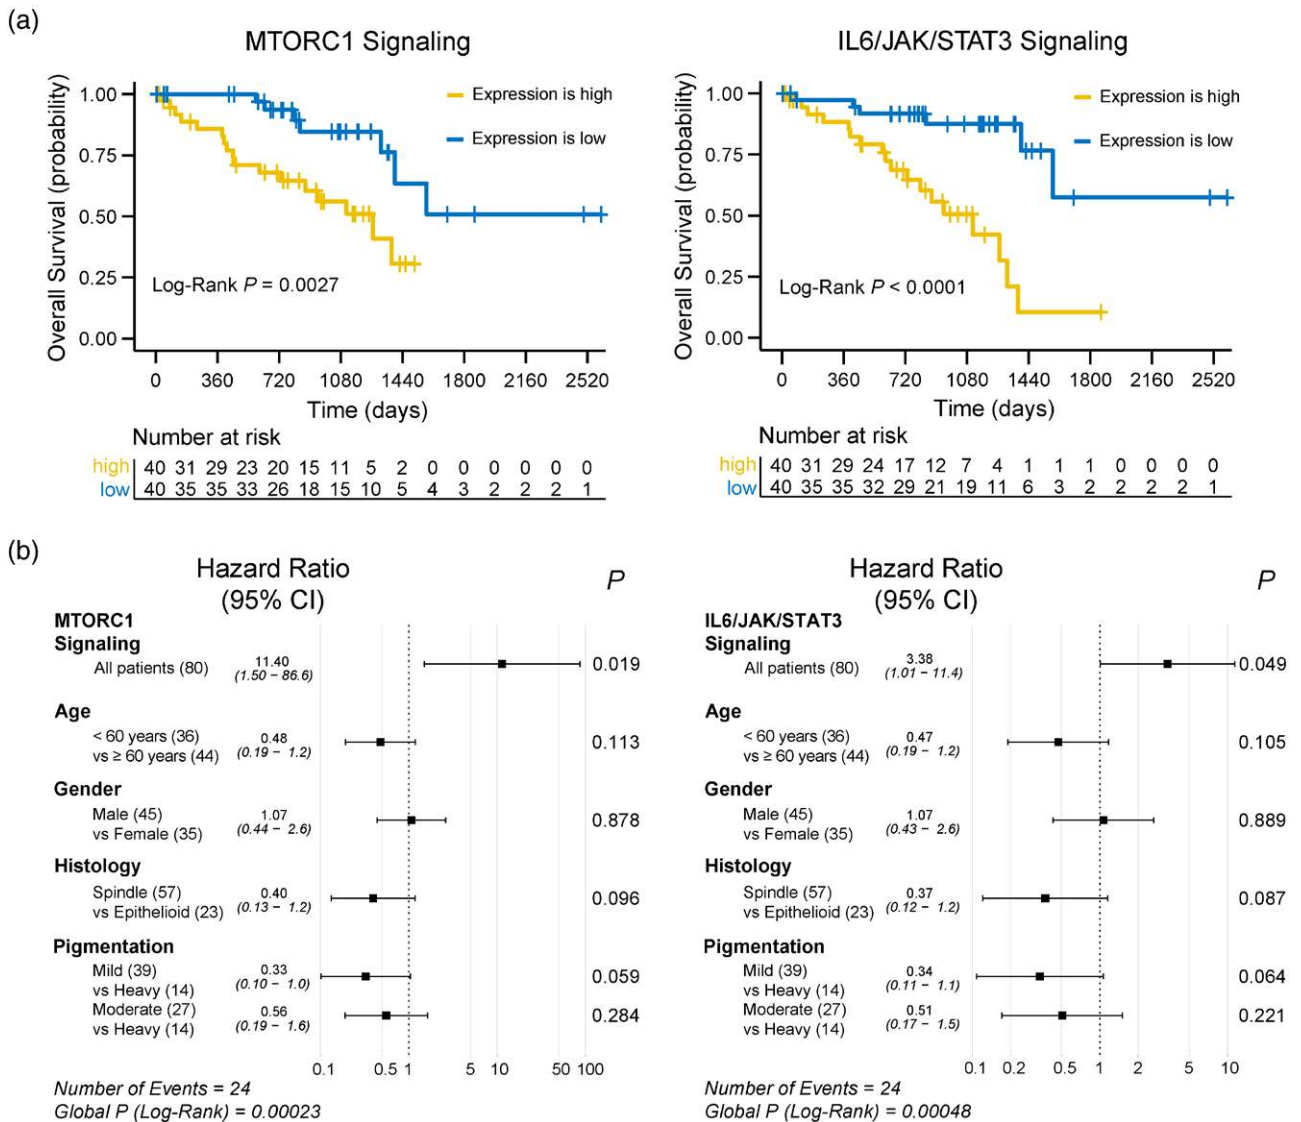 (a)
MTORC1 Signaling
Overall Survival (probability)
1.00
0.75
0.50
0.25
0.00
Expression is high
Expression is low
Log-Rank P = 0.0027
0 360 720 1080 1440 1800 2160 2520
Time (days)
Number at risk
high 40 31 29 23 20 15 11 5 2 0 0 0 0 0 0
low 40 35 35 33 26 18 15 10 5 4 3 2 2 2 1
IL6/JAK/STAT3 Signaling
Overall Survival (probability)
1.00
0.75
0.50
0.25
0.00
Expression is high
Expression is low
Log-Rank P < 0.0001
0 360 720 1080 1440 1800 2160 2520
Time (days)
Number at risk
high 40 31 29 24 17 12 7 4 1 1 1 0 0 0 0
low 40 35 35 32 29 21 19 11 6 3 2 2 2 2 1
(b)
Hazard Ratio
(95% CI)
P
MTORC1
Signaling
All patients (80) 11.40 0.019
(1.50 – 86.6)
Age
< 60 years (36) 0.48 0.113
vs ≥ 60 years (44) (0.19 – 1.2)
Gender
Male (45) 1.07 0.878
vs Female (35) (0.44 – 2.6)
Histology
Spindle (57) 0.40 0.096
vs Epithelioid (23) (0.13 – 1.2)
Pigmentation
Mild (39) 0.33 0.059
vs Heavy (14) (0.10 – 1.0)
Moderate (27) 0.56 0.284
vs Heavy (14) (0.19 – 1.6)
0.1 0.5 1 5 10 50 100
Number of Events = 24
Global P (Log-Rank) = 0.00023
Hazard Ratio
(95% CI)
P
IL6/JAK/STAT3
Signaling
All patients (80) 3.38 0.049
(1.01 – 11.4)
Age
< 60 years (36) 0.47 0.105
vs ≥ 60 years (44) (0.19 – 1.2)
Gender
Male (45) 1.07 0.889
vs Female (35) (0.43 – 2.6)
Histology
Spindle (57) 0.37 0.087
vs Epithelioid (23) (0.12 – 1.2)
Pigmentation
Mild (39) 0.34 0.064
vs Heavy (14) (0.11 – 1.1)
Moderate (27) 0.51 0.221
vs Heavy (14) (0.17 – 1.5)
0.1 0.2 0.5 1 2 5 10
Number of Events = 24
Global P (Log-Rank) = 0.00048